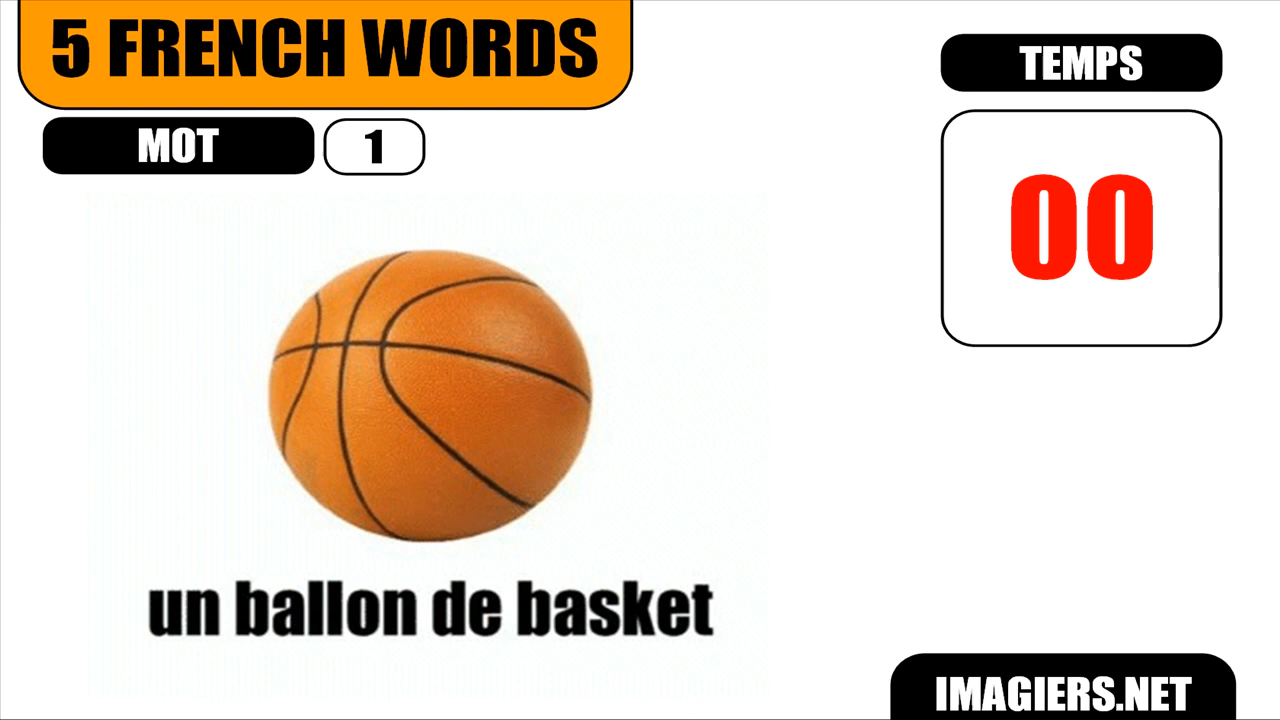 5 FRENCH WORDS
TEMPS
MOT
1
00
un ballon de basket
IMAGIERS.NET